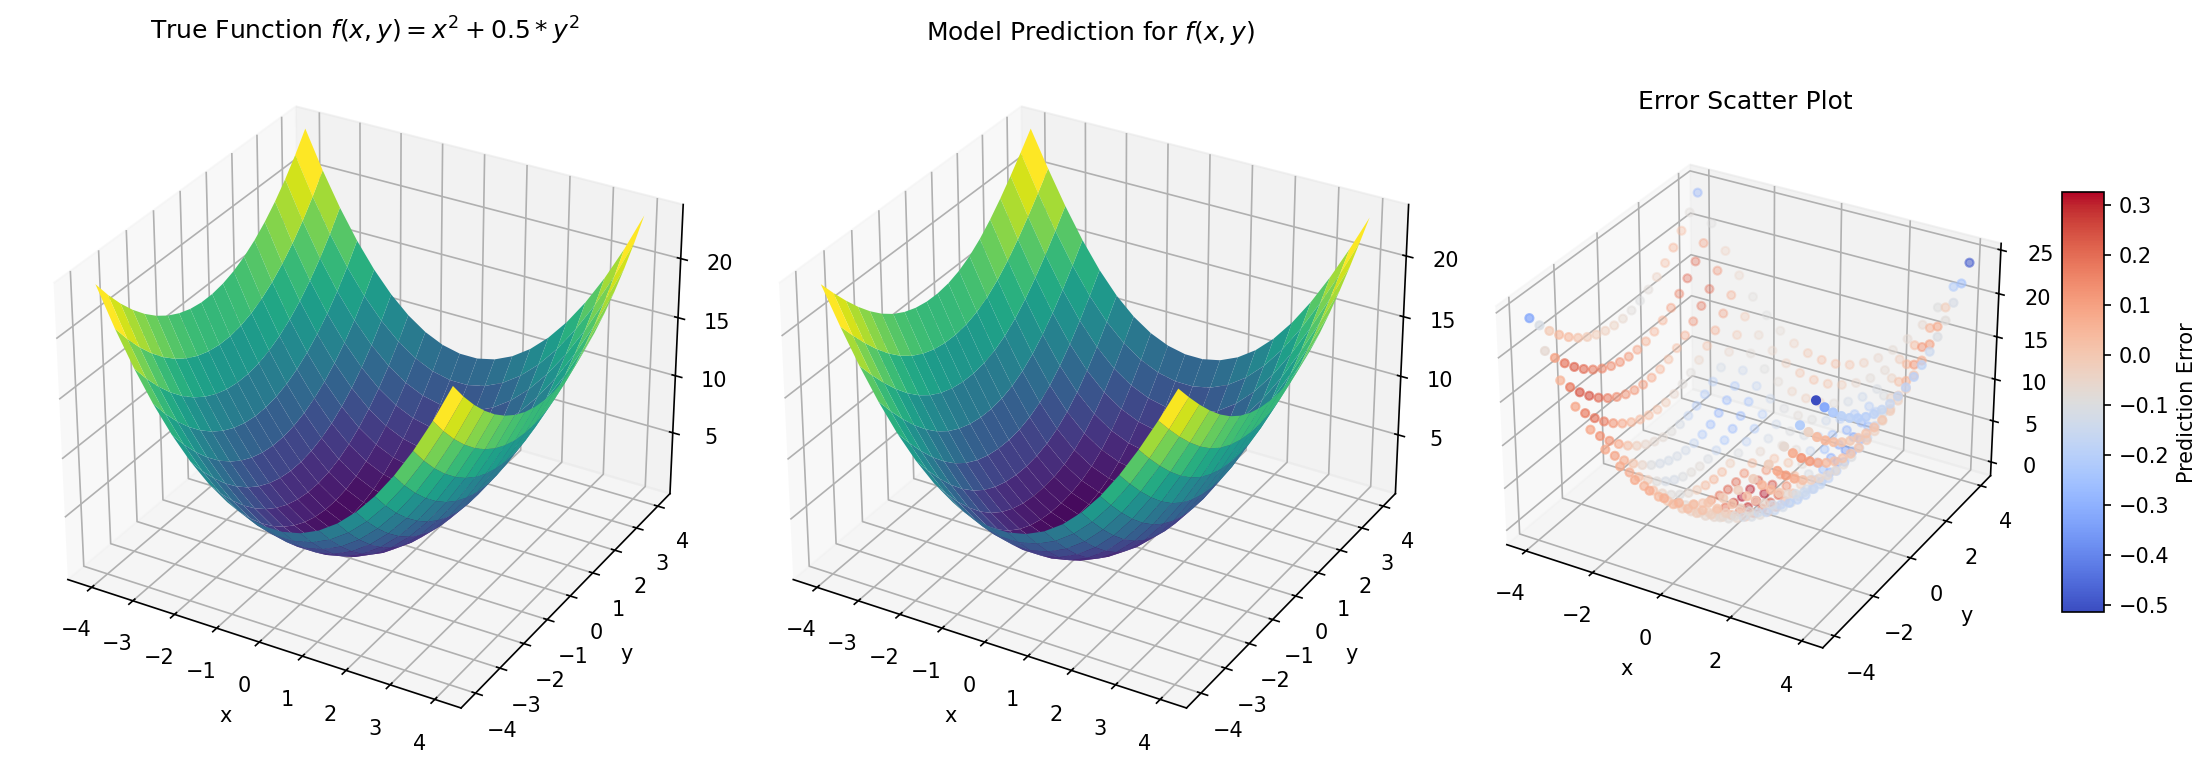 True Function f(x, y) = x² + 0.5 * y²
−4 −3 −2 −1 0 1 2 3 4
x
−4 −3 −2 −1 0 1 2 3 4
y
5 10 15 20
Model Prediction for f(x, y)
−4 −3 −2 −1 0 1 2 3 4
x
−4 −3 −2 −1 0 1 2 3 4
y
5 10 15 20
Error Scatter Plot
−4 −2 0 2 4
x
−4 −2 0 2 4
y
0 5 10 15 20 25
0.3
0.2
0.1
0.0
−0.1
−0.2
−0.3
−0.4
−0.5
Prediction Error